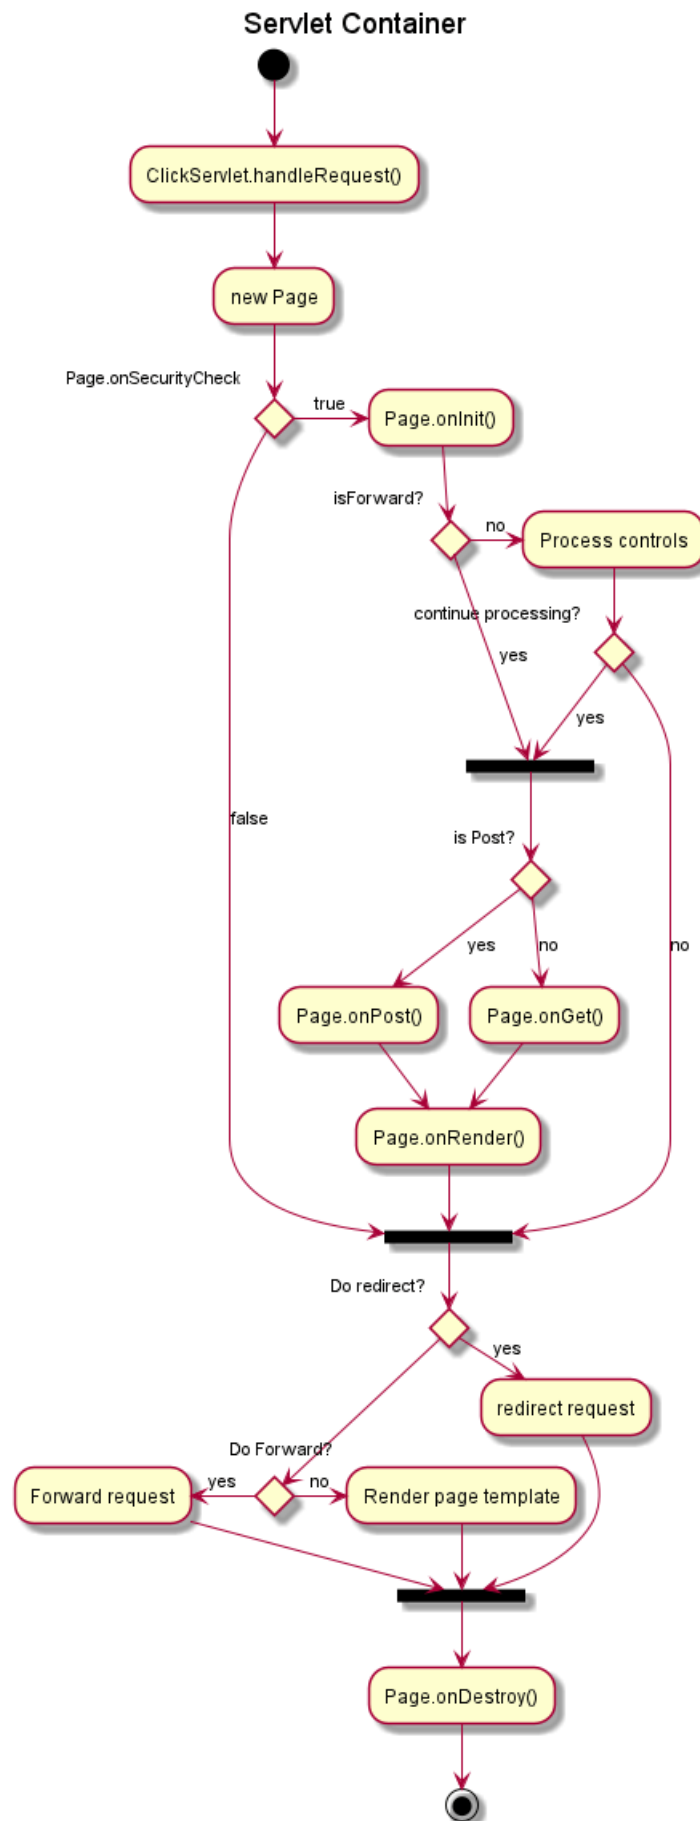 Servlet Container
ClickServlet.handleRequest()
new Page
Page.onSecurityCheck
true
Page.onInit()
isForward?
no
Process controls
continue processing?
yes
yes
false
is Post?
yes
no
no
Page.onPost()
Page.onGet()
Page.onRender()
Do redirect?
yes
redirect request
Do Forward?
yes
no
Forward request
Render page template
Page.onDestroy()